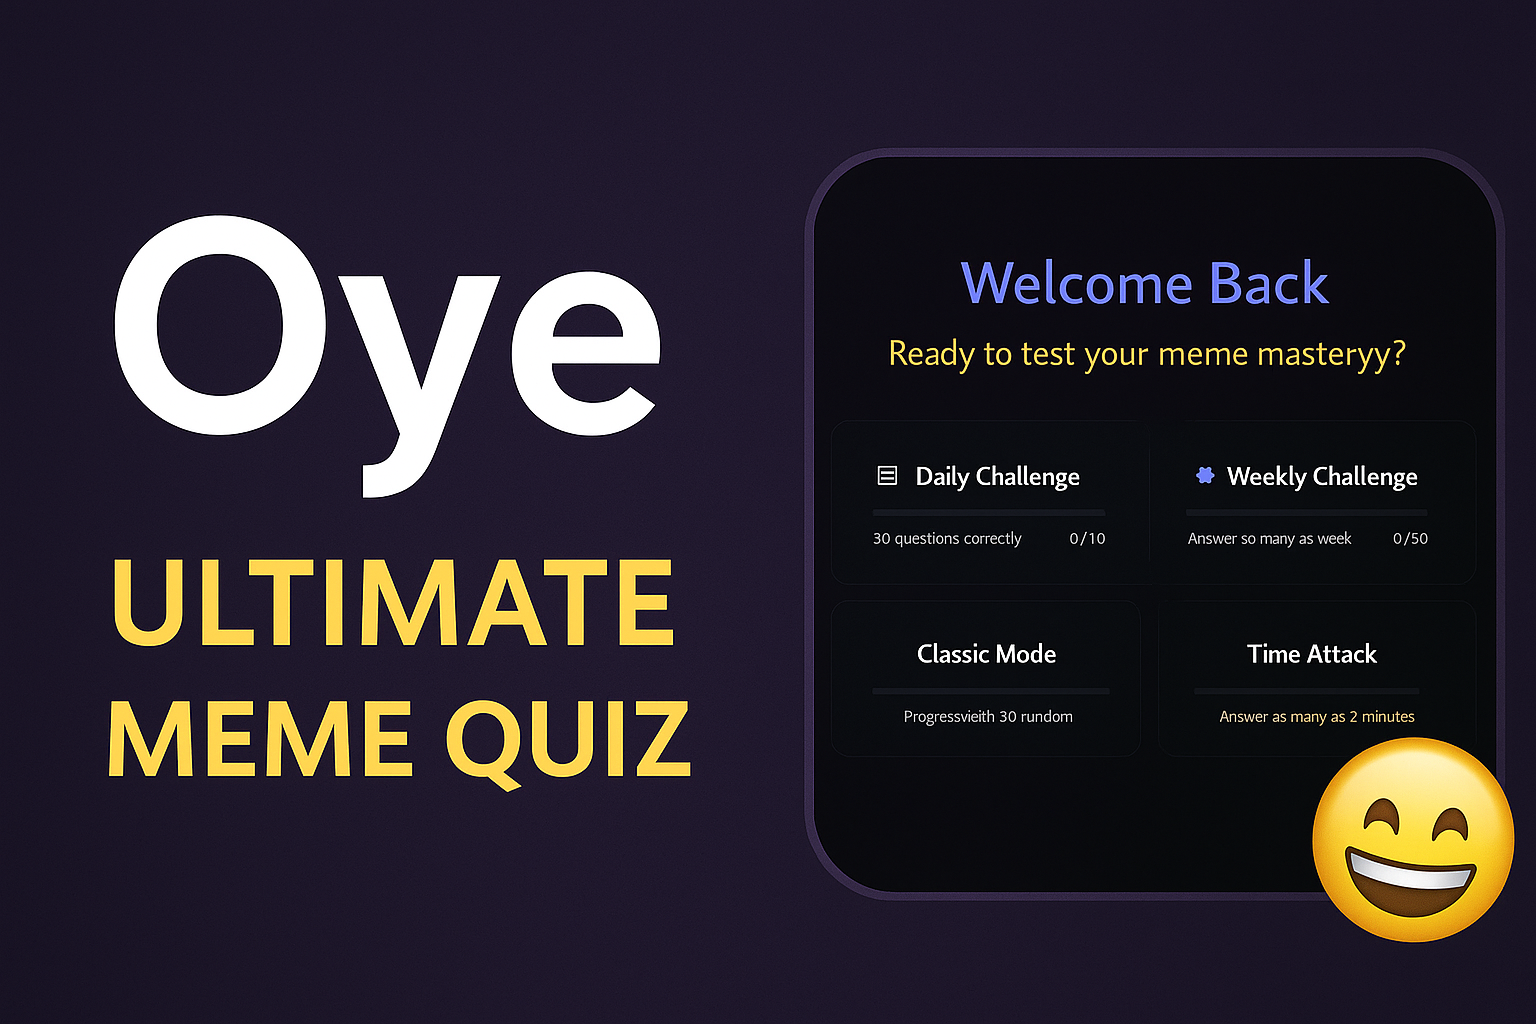 Oye
ULTIMATE
MEME QUIZ
Welcome Back
Ready to test your meme masteryy?
Daily Challenge
30 questions correctly 0/10
Weekly Challenge
Answer so many as week 0/50
Classic Mode
Progressvieith 30 rundom
Time Attack
Answer as many as 2 minutes